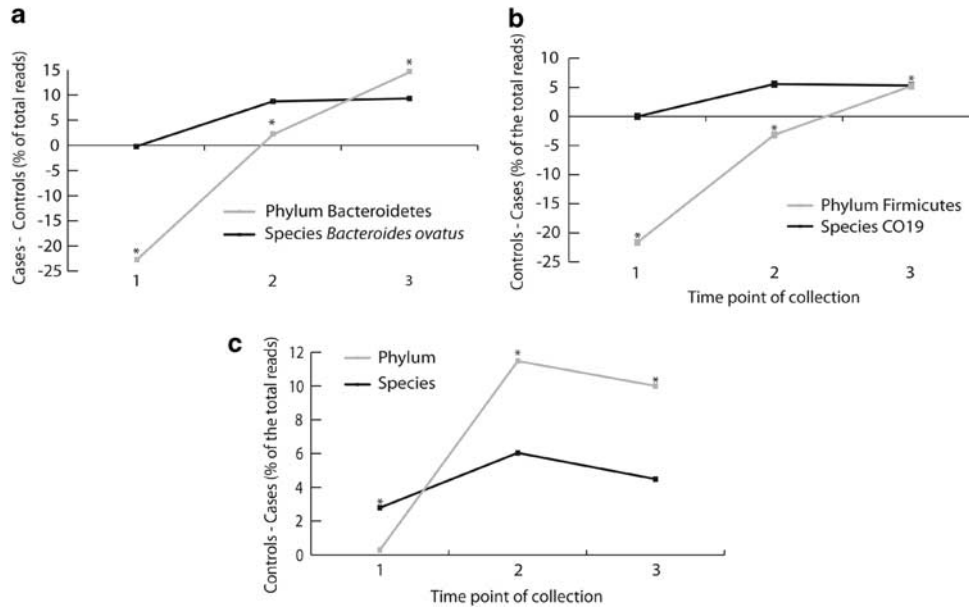 a
Cases - Controls (% of total reads)
15
10
5
0
-5
-10
-15
-20
-25
*
*
*
Phylum Bacteroidetes
Species Bacteroides ovatus
1 2 3
b
Controls - Cases (% of the total reads)
10
5
0
-5
-10
-15
-20
-25
*
*
*
Phylum Firmicutes
Species CO19
1 2 3
Time point of collection
c
Controls - Cases (% of the total reads)
12
10
8
6
4
2
0
Phylum
Species
*
*
*
1 2 3
Time point of collection